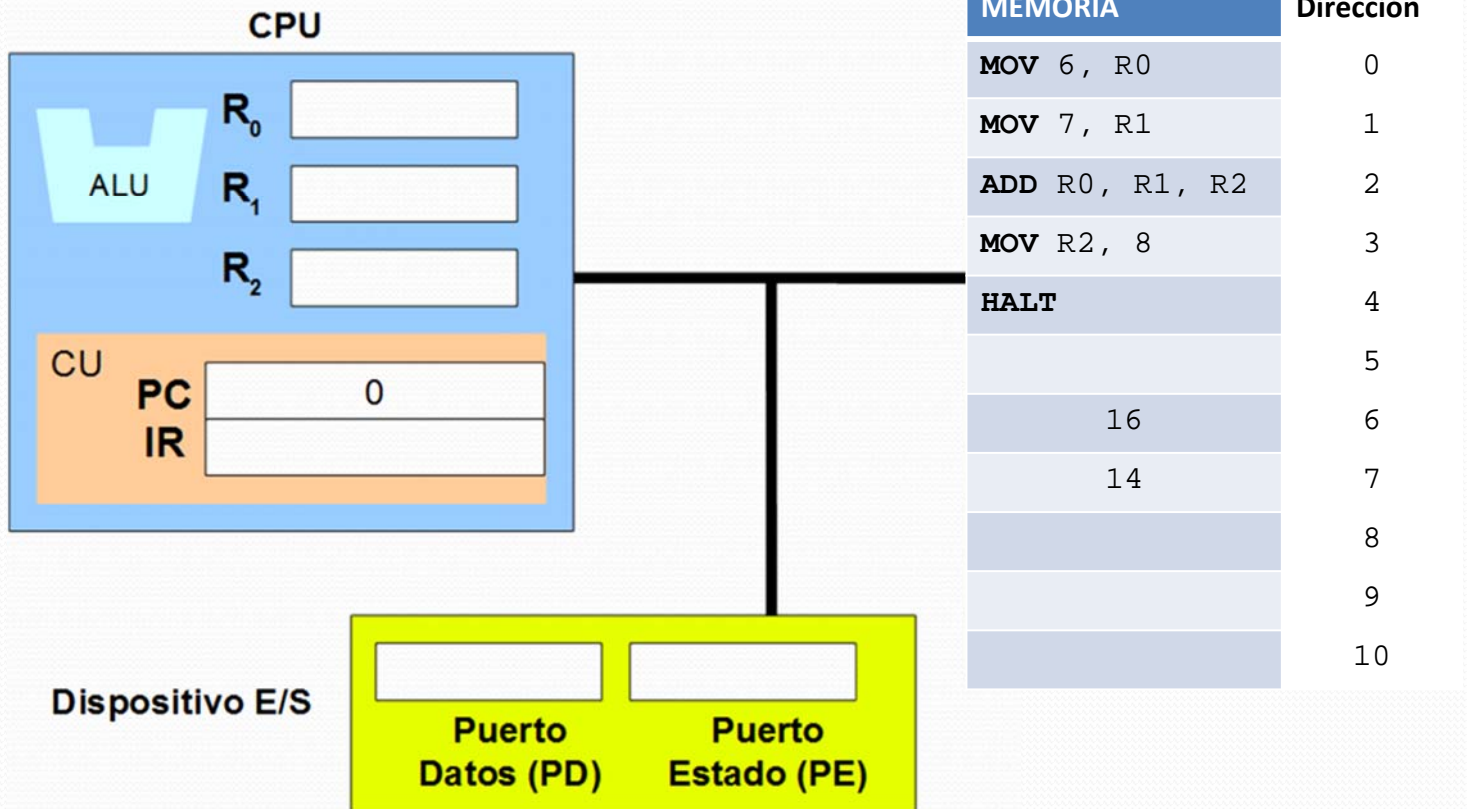 CPU
R0
ALU
R1
R2
CU
PC 0
IR
MEMORIA Dirección
MOV 6, R0 0
MOV 7, R1 1
ADD R0, R1, R2 2
MOV R2, 8 3
HALT 4
5
16 6
14 7
8
9
10
Dispositivo E/S
Puerto
Datos (PD)
Puerto
Estado (PE)